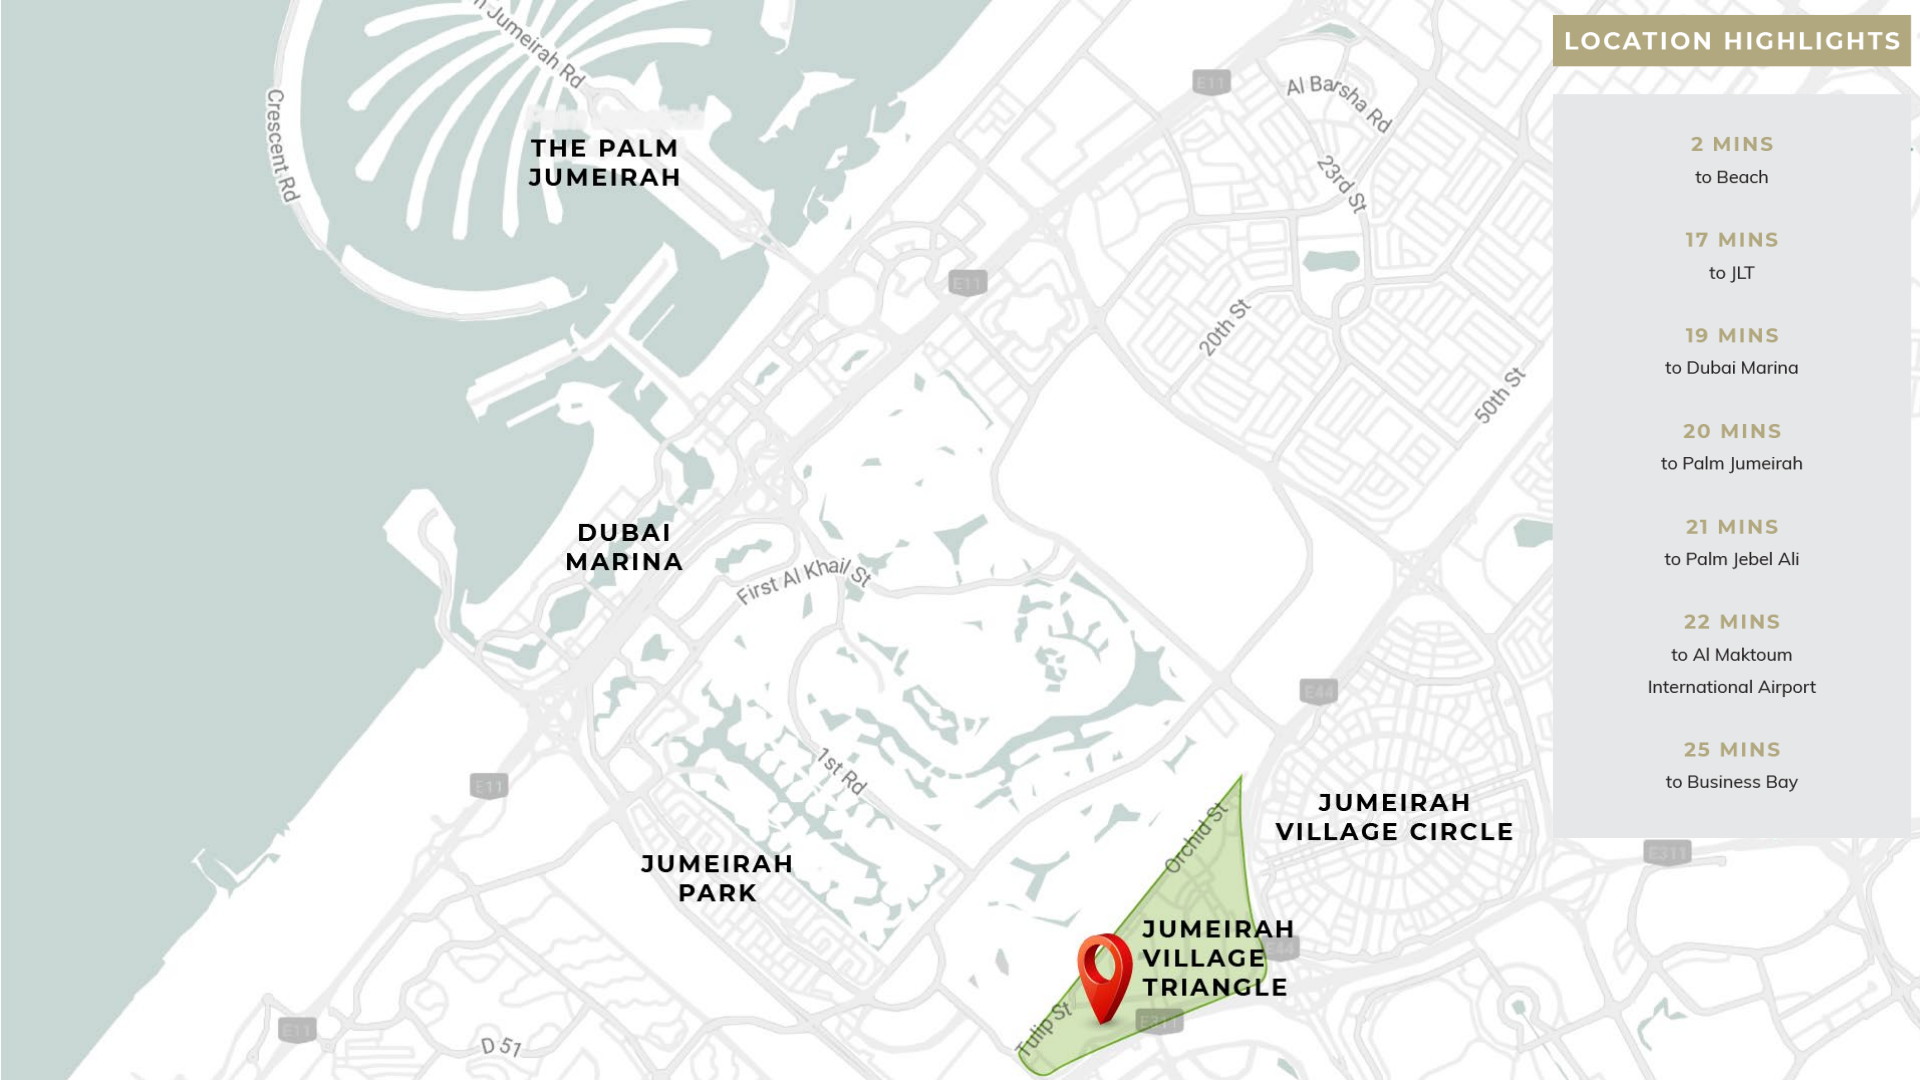 LOCATION HIGHLIGHTS
2 MINS
to Beach
17 MINS
to JLT
19 MINS
to Dubai Marina
20 MINS
to Palm Jumeirah
21 MINS
to Palm Jebel Ali
22 MINS
to Al Maktoum
International Airport
25 MINS
to Business Bay
Jumeirah Rd
Crescent Rd
THE PALM
JUMEIRAH
E11
Al Barsha Rd
23rd St
E11
20th St
50th St
DUBAI
MARINA
First Al Khail St
E44
E11
1st Rd
JUMEIRAH
VILLAGE CIRCLE
Orchid St
E311
JUMEIRAH
PARK
JUMEIRAH
VILLAGE
TRIANGLE
E44
Tulip St
E311
E11
D 51